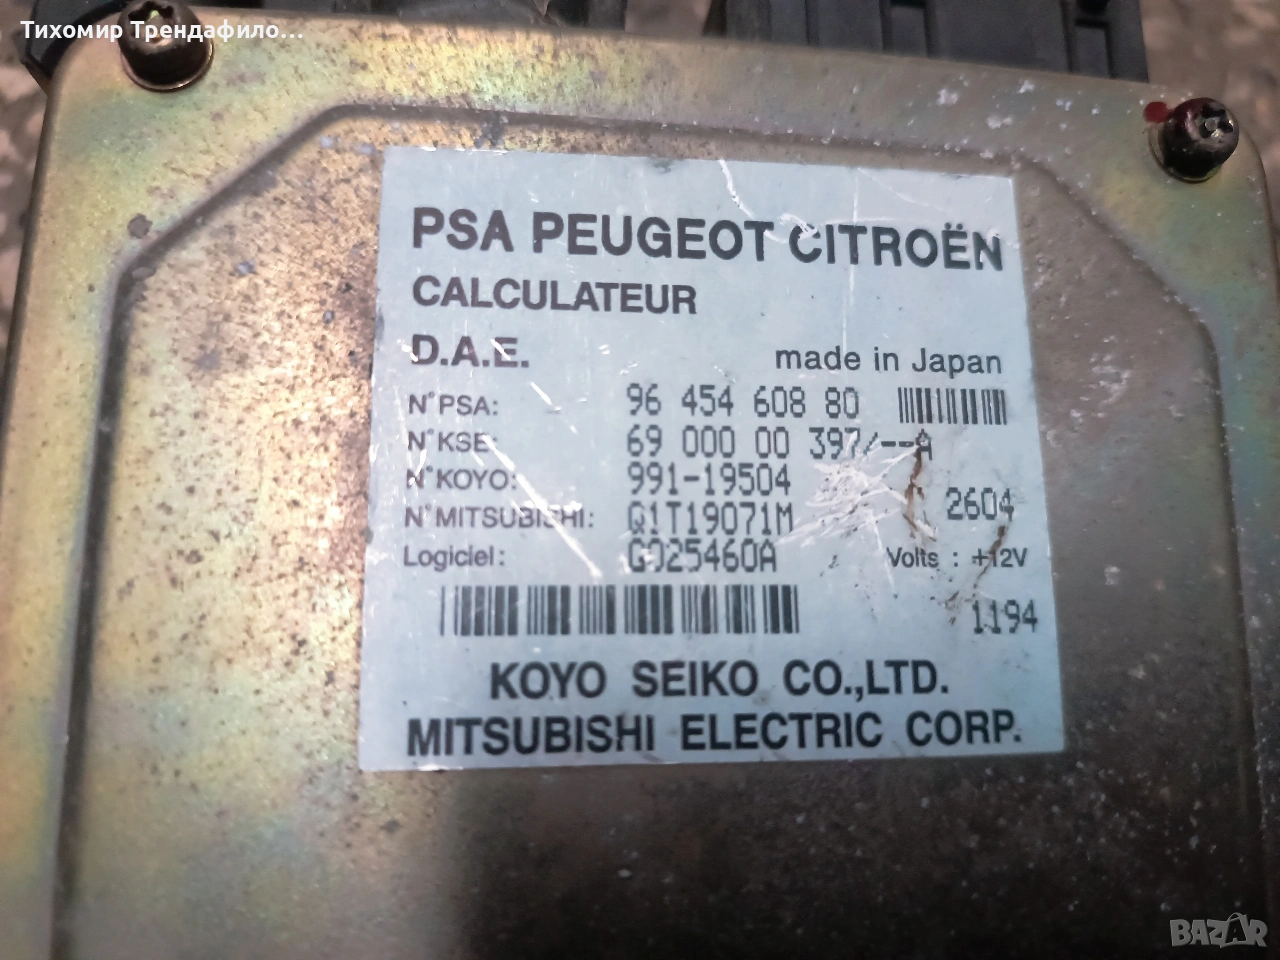 Тихомир Трендафило...
PSA PEUGEOT CITROËN
CALCULATEUR
D.A.E. made in Japan
N°PSA: 96 454 608 80
N°KSE: 69 000 00 397/--A
N°KOYO: 991-19504
N°MITSUBISHI: Q1T19071M 2604
Logiciel: G025460A Volts : +12V
1194
KOYO SEIKO CO.,LTD.
MITSUBISHI ELECTRIC CORP.
BAZAR